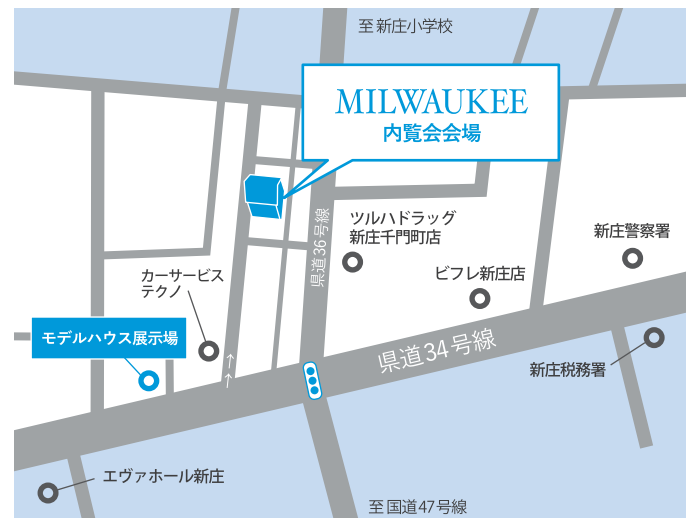 至 新庄小学校
MILWAUKEE
内覧会会場
県道36号線
ツルハドラッグ
新庄千門町店
新庄警察署
ビフレ新庄店
カーサービス
テクノ
モデルハウス展示場
県道34号線
新庄税務署
エヴァホール新庄
至 国道47号線